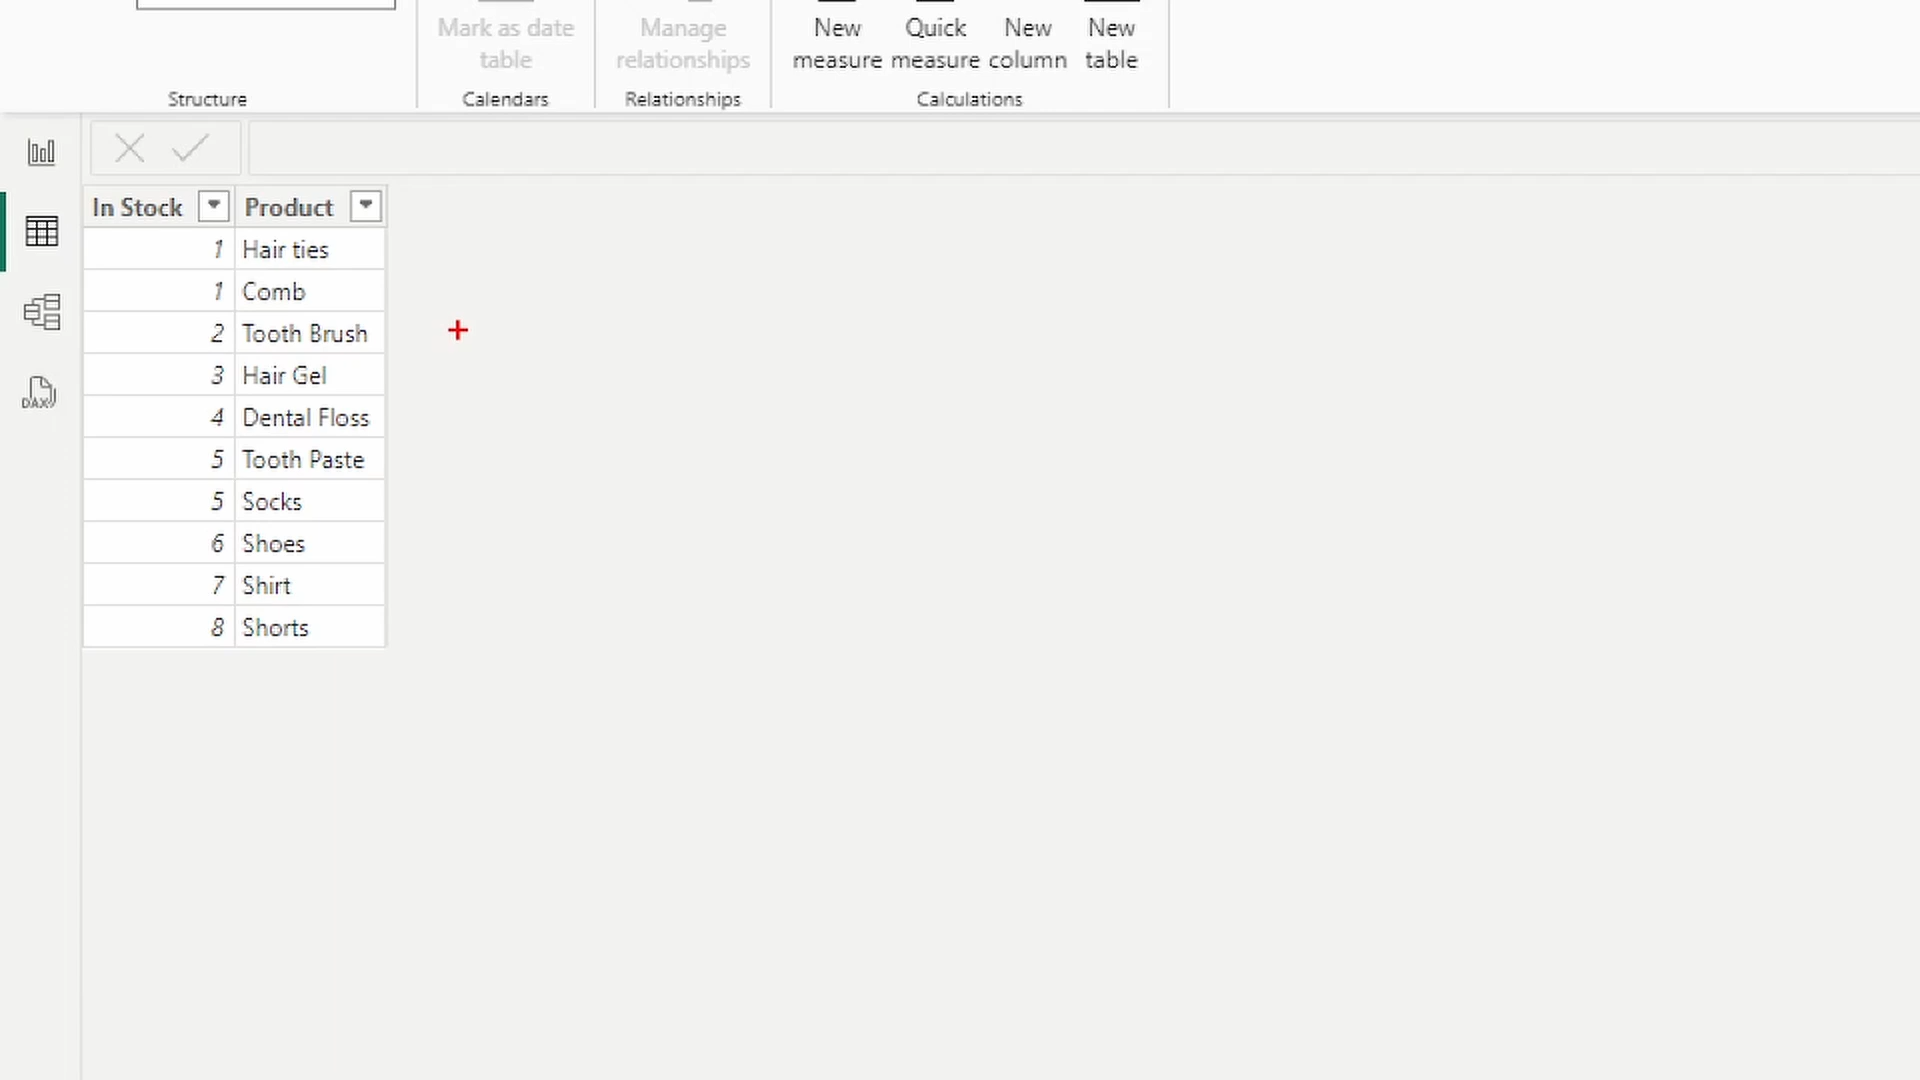 Mark as date
table
Manage
relationships
New
measure
Quick
measure
New
column
New
table
Structure
Calendars
Relationships
Calculations
In Stock Product
1 Hair ties
1 Comb
2 Tooth Brush
3 Hair Gel
4 Dental Floss
5 Tooth Paste
5 Socks
6 Shoes
7 Shirt
8 Shorts
DAX